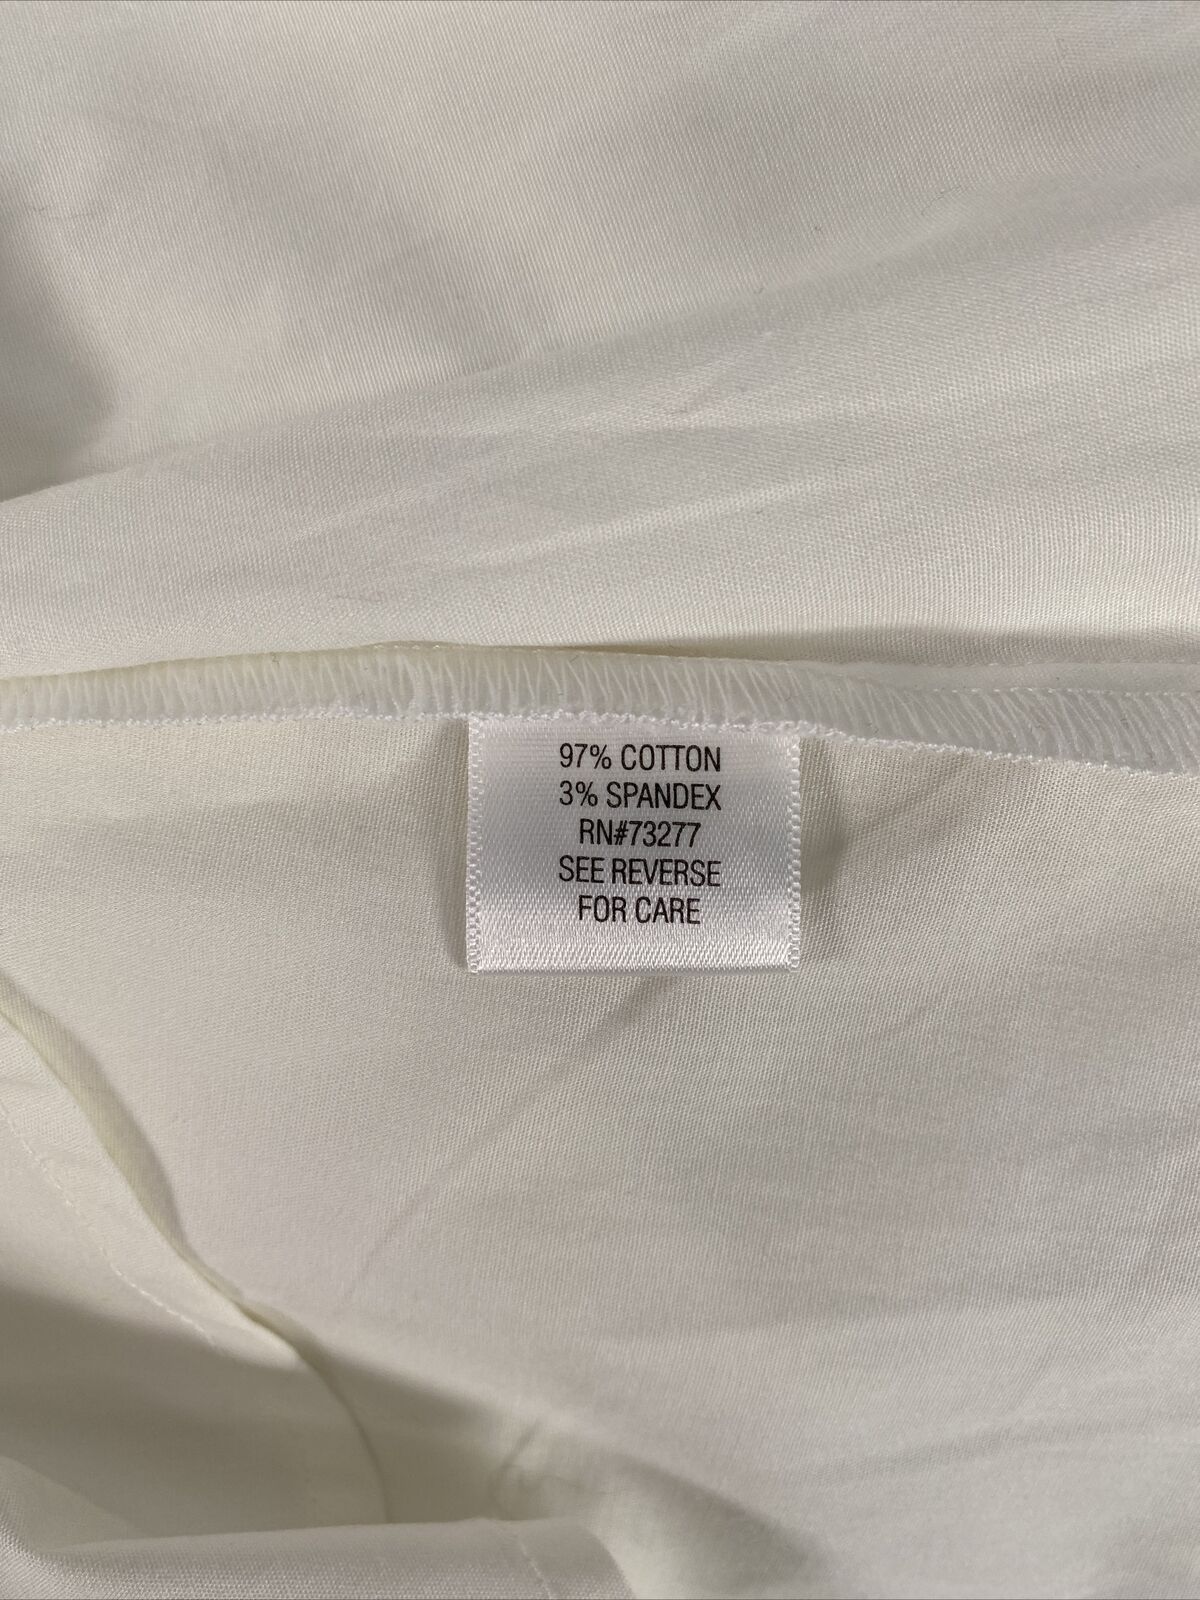 97% COTTON
3% SPANDEX
RN#73277
SEE REVERSE
FOR CARE